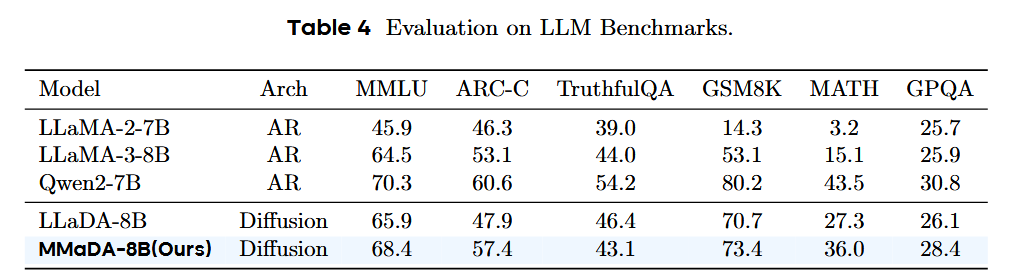 Table 4 Evaluation on LLM Benchmarks.
Model Arch MMLU ARC-C TruthfulQA GSM8K MATH GPQA
LLaMA-2-7B AR 45.9 46.3 39.0 14.3 3.2 25.7
LLaMA-3-8B AR 64.5 53.1 44.0 53.1 15.1 25.9
Qwen2-7B AR 70.3 60.6 54.2 80.2 43.5 30.8
LLaDA-8B Diffusion 65.9 47.9 46.4 70.7 27.3 26.1
MMaDA-8B(Ours) Diffusion 68.4 57.4 43.1 73.4 36.0 28.4